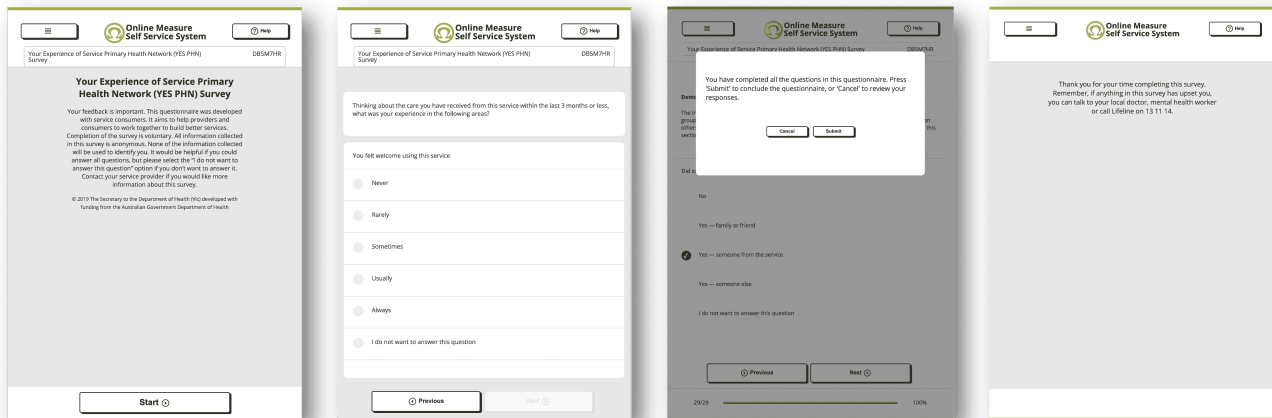 Online Measure
Self Service System
Help
Your Experience of Service Primary Health Network (YES PHN)
Survey
DB5M7HR
Your Experience of Service Primary
Health Network (YES PHN) Survey
Your feedback is important. This questionnaire was developed
with service consumers. It aims to help providers and
consumers to work together to build better services.
Completion of the survey is voluntary. All information collected
in this survey is anonymous. None of the information collected
will be used to identify you. It would be helpful if you could
answer all questions, but please select the "I do not want to
answer this question" option if you don't want to answer it.
Contact your service provider if you would like more
information about this survey.
© 2019 The Secretary to the Department of Health (Vic) developed with
funding from the Australian Government Department of Health
Start
Online Measure
Self Service System
Help
Your Experience of Service Primary Health Network (YES PHN)
Survey
DB5M7HR
Thinking about the care you have received from this service within the last 3 months or less,
what was your experience in the following areas?
You felt welcome using this service
Never
Rarely
Sometimes
Usually
Always
I do not want to answer this question
Previous
Next
Online Measure
Self Service System
Help
Your Experience of Service Primary Health Network (YES PHN) Survey
DB5M7HR
You have completed all the questions in this questionnaire. Press
'Submit' to conclude the questionnaire, or 'Cancel' to review your
responses.
Cancel
Submit
this
Did
No
Yes — family or friend
Yes — someone from the service
Yes — someone else
I do not want to answer this question
Previous
Next
29/29
100%
Online Measure
Self Service System
Help
Thank you for your time completing this survey.
Remember, if anything in this survey has upset you,
you can talk to your local doctor, mental health worker
or call Lifeline on 13 11 14.